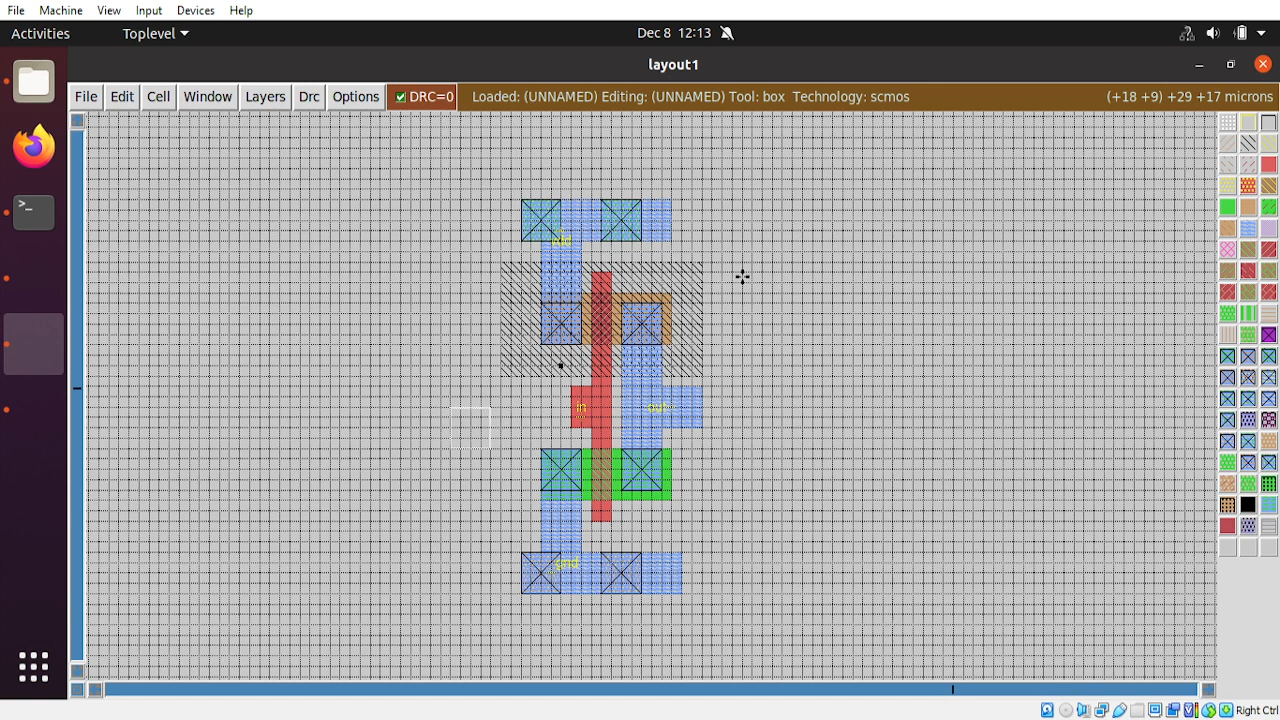 File Machine View Input Devices Help
Activities Toplevel Dec 8 12:13
layout1
File Edit Cell Window Layers Drc Options DRC=0 Loaded: (UNNAMED) Editing: (UNNAMED) Tool: box Technology: scmos (+18 +9) +29 +17 microns
in out
gnd
Right Ctrl